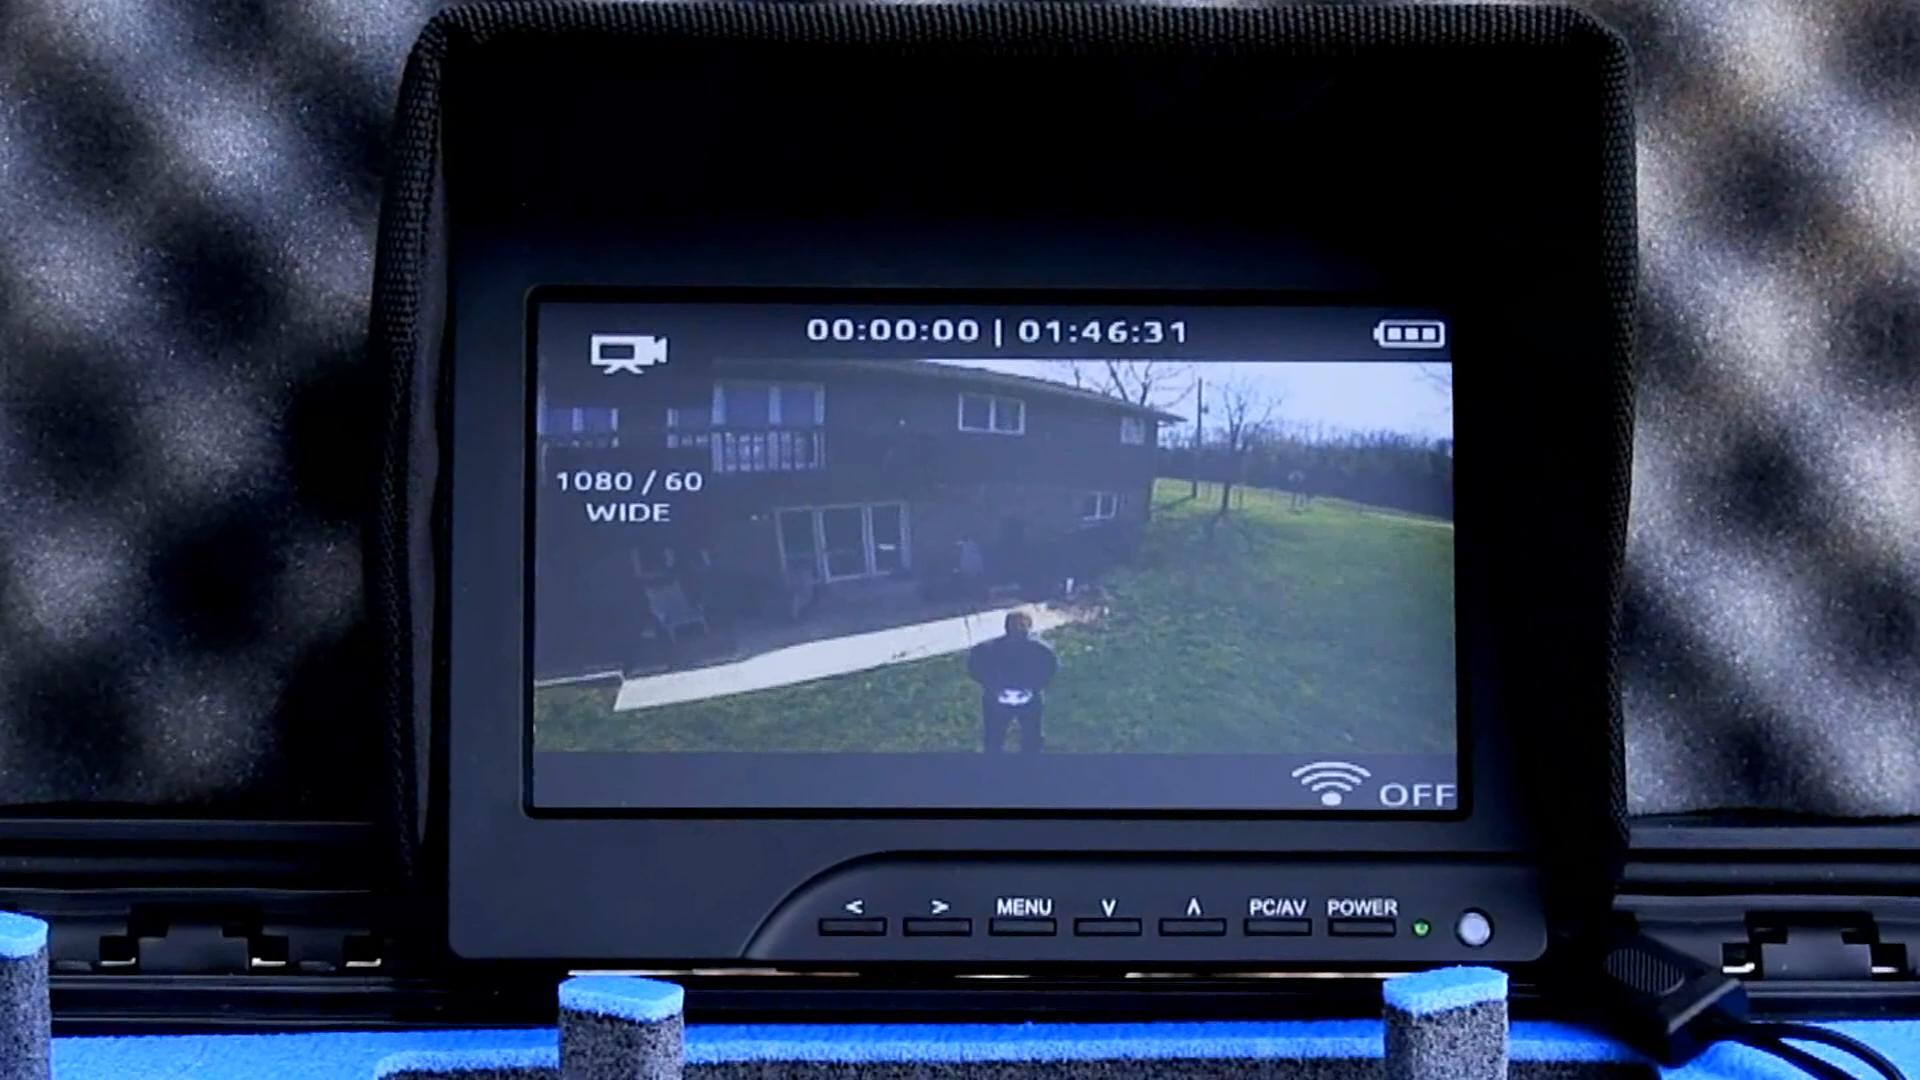 00:00:00 | 01:46:31
1080 / 60
WIDE
OFF
< > MENU V Λ PC/AV POWER